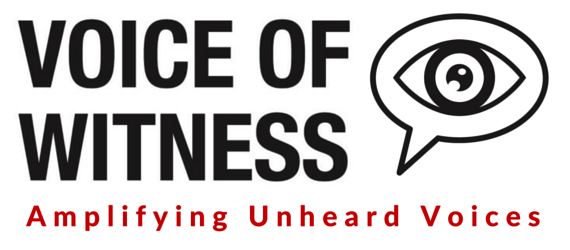 VOICE OF
WITNESS
Amplifying Unheard Voices